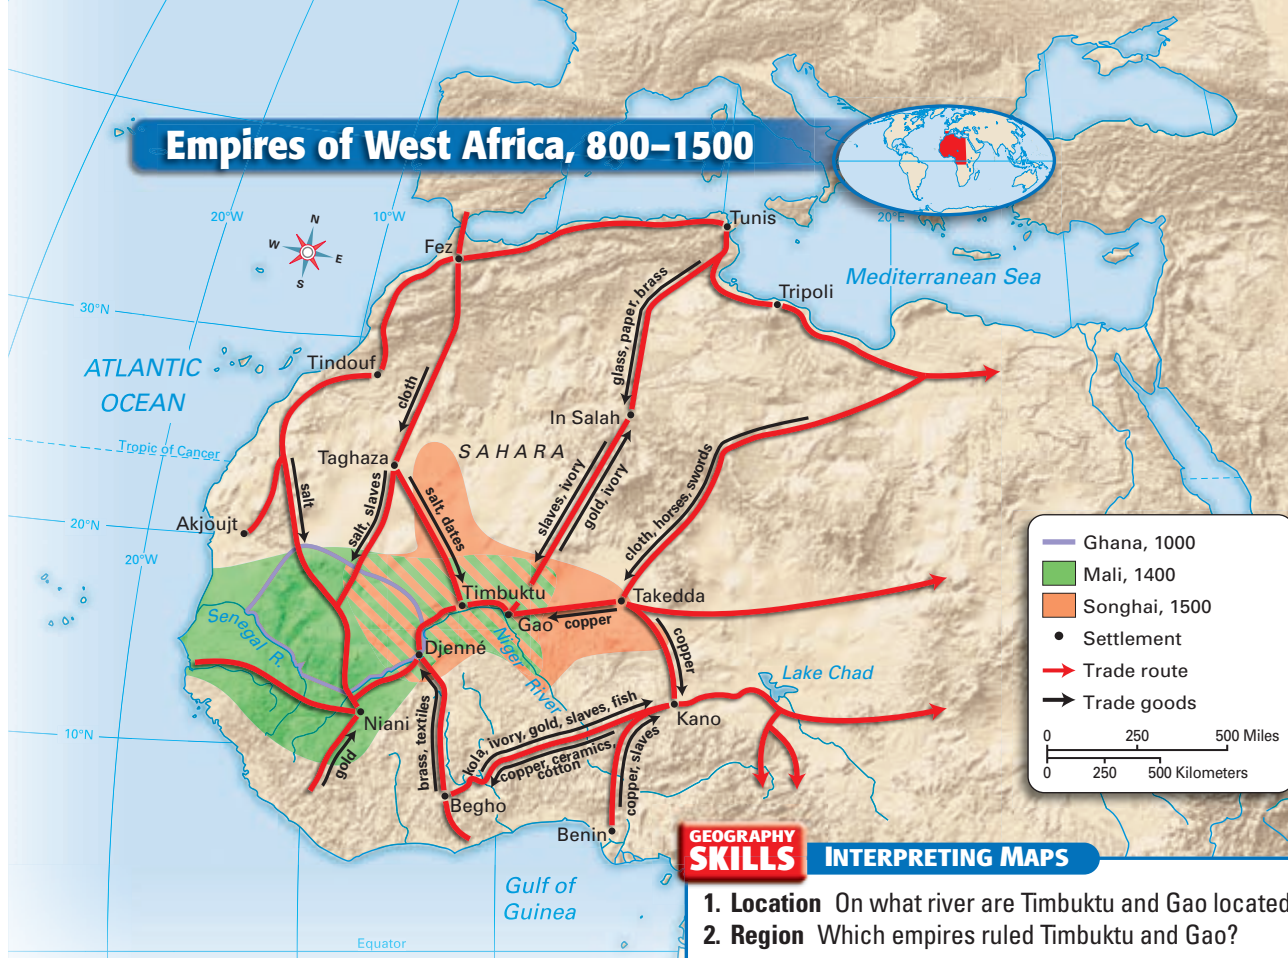 Empires of West Africa, 800–1500
20°W
10°W
20°E
N
W
E
S
Tunis
Fez
Mediterranean Sea
Tripoli
30°N
glass, paper, brass
ATLANTIC
OCEAN
Tindouf
cloth
In Salah
Tropic of Cancer
SAHARA
Taghaza
salt
salt, slaves
salt, dates
slaves, ivory
gold, ivory
cloth, horses, swords
20°N
Akjoujt
20°W
Timbuktu
Takedda
Gao
copper
Senegal R.
Djenné
Niger River
copper
Lake Chad
Niani
Kano
10°N
gold
brass, textiles
kola, ivory, gold, slaves, fish
copper, ceramics,
cotton
copper, slaves
Begho
Benin
Gulf of
Guinea
Equator
Ghana, 1000
Mali, 1400
Songhai, 1500
Settlement
Trade route
Trade goods
0 250 500 Miles
0 250 500 Kilometers
GEOGRAPHY
SKILLS
INTERPRETING MAPS
1. Location On what river are Timbuktu and Gao located
2. Region Which empires ruled Timbuktu and Gao?